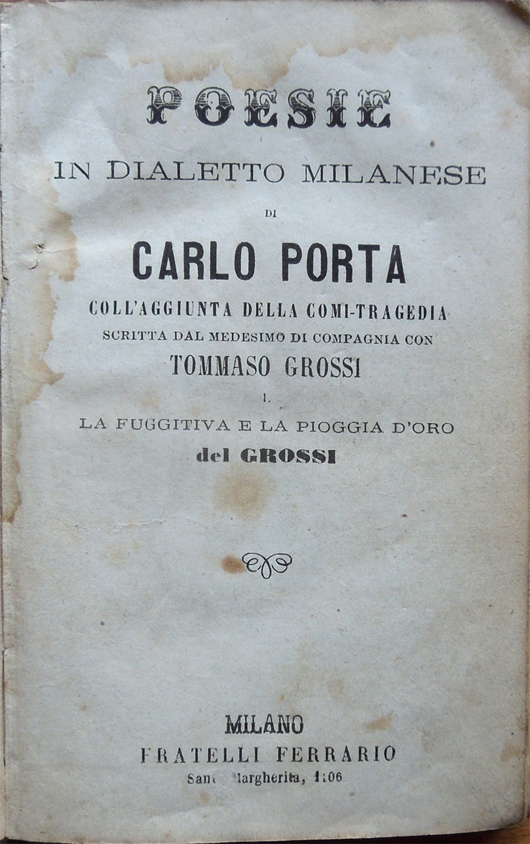 POESIE
IN DIALETTO MILANESE
DI
CARLO PORTA
COLL'AGGIUNTA DELLA COMI-TRAGEDIA
SCRITTA DAL MEDESIMO DI COMPAGNIA CON
TOMMASO GROSSI
LA FUGGITIVA E LA PIOGGIA D'ORO
del GROSSI
MILANO
FRATELLI FERRARIO